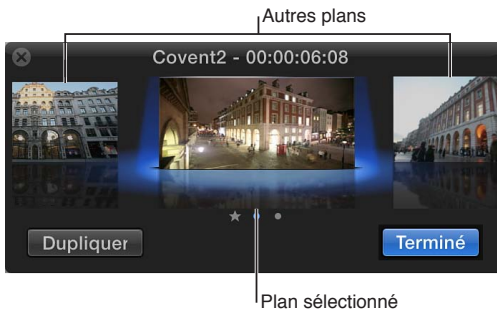 Autres plans
Covent2 - 00:00:06:08
Dupliquer
Terminé
Plan sélectionné